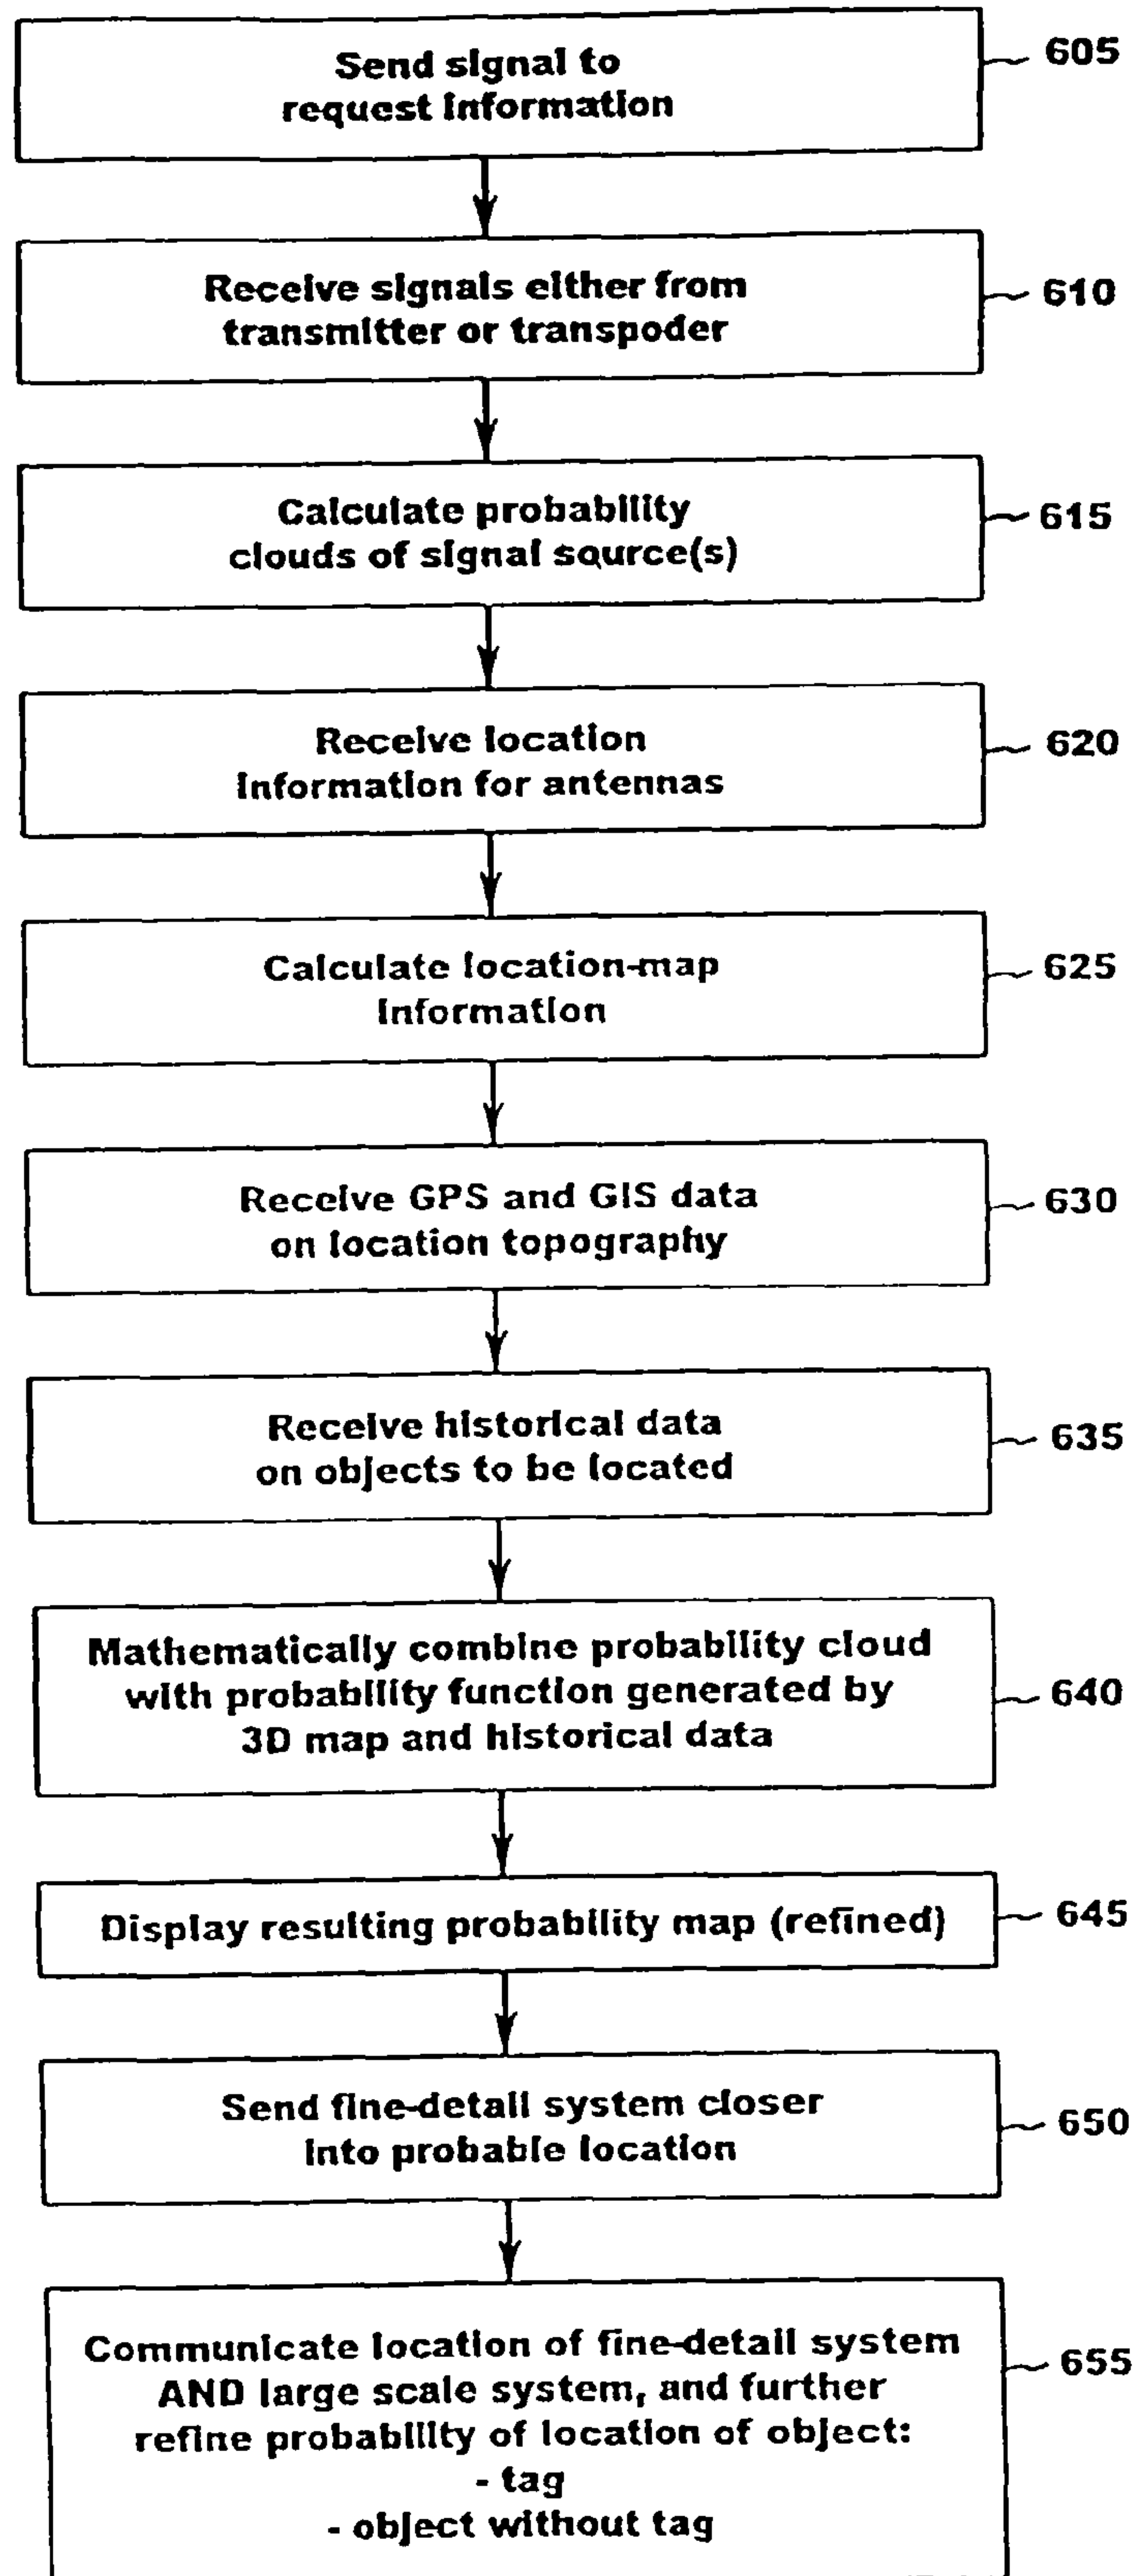 Send signal to
request information
605
Receive signals either from
transmitter or transpoder
610
Calculate probability
clouds of signal source(s)
615
Receive location
information for antennas
620
Calculate location-map
information
625
Receive GPS and GIS data
on location topography
630
Receive historical data
on objects to be located
635
Mathematically combine probability cloud
with probability function generated by
3D map and historical data
640
Display resulting probability map (refined)
645
Send fine-detail system closer
into probable location
650
Communicate location of fine-detail system
AND large scale system, and further
refine probability of location of object:
- tag
- object without tag
655